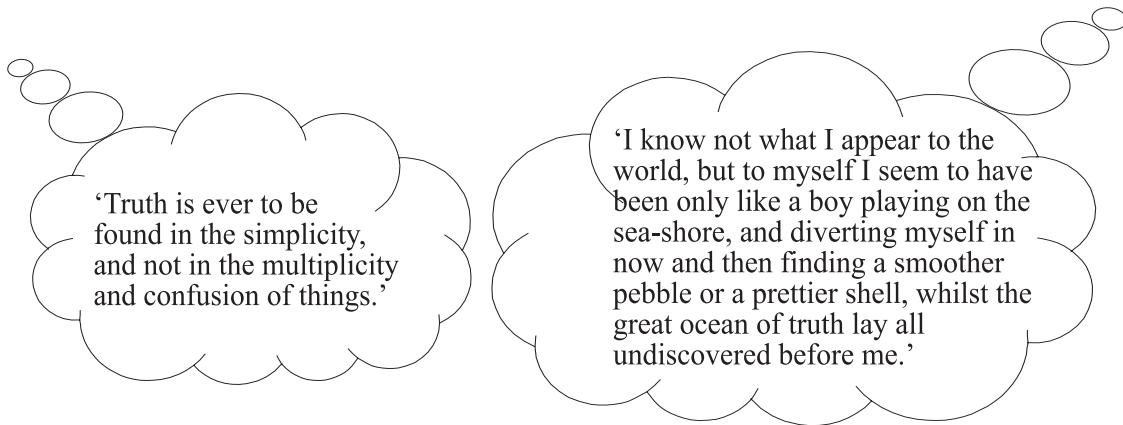 ‘Truth is ever to be
found in the simplicity,
and not in the multiplicity
and confusion of things.’
‘I know not what I appear to the
world, but to myself I seem to have
been only like a boy playing on the
sea-shore, and diverting myself in
now and then finding a smoother
pebble or a prettier shell, whilst the
great ocean of truth lay all
undiscovered before me.’